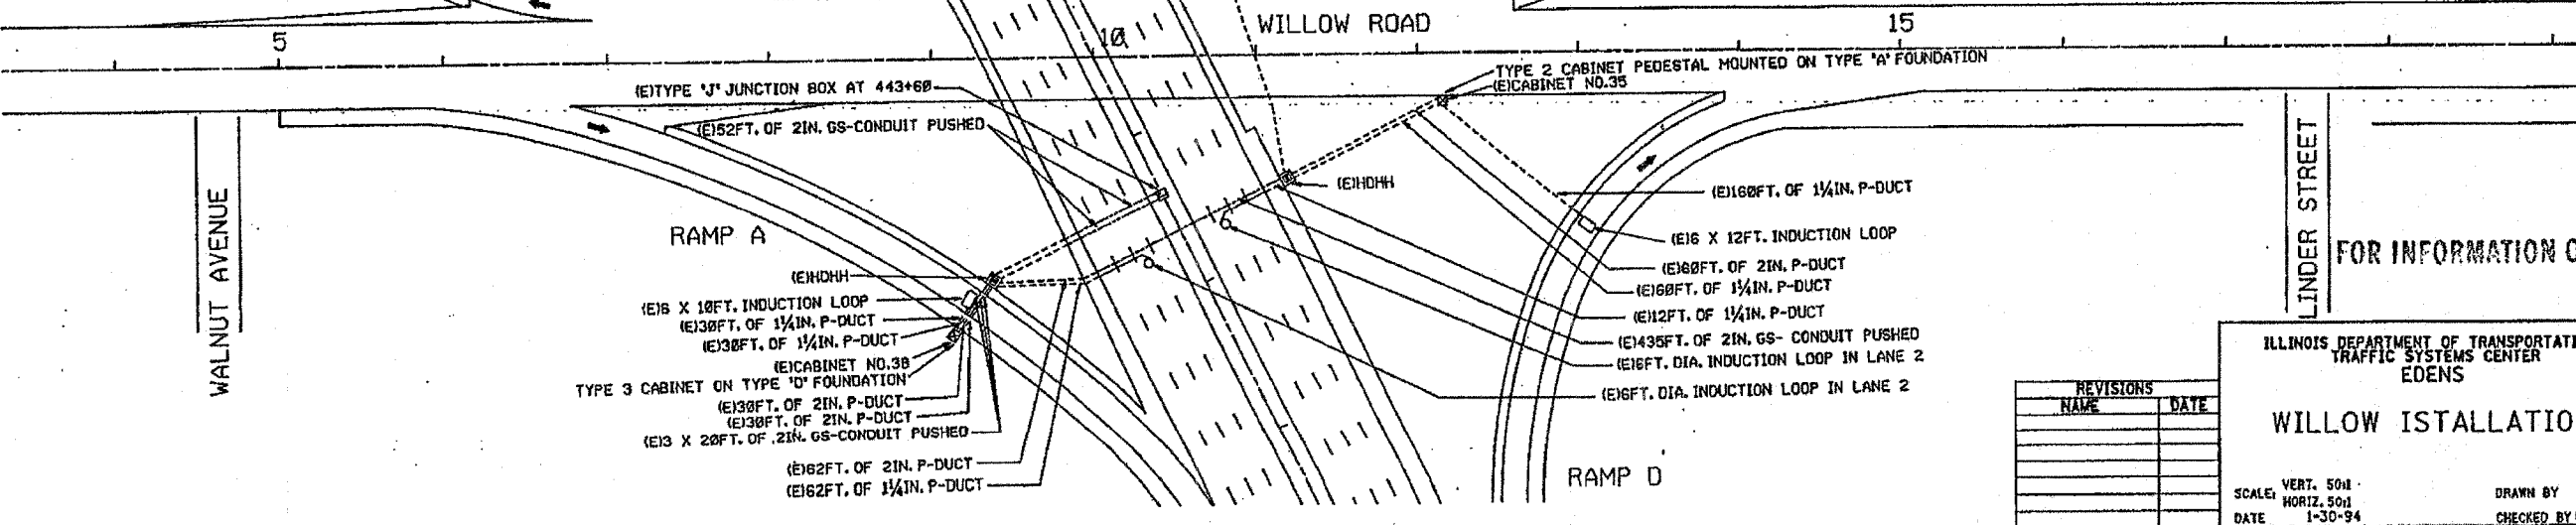 WILLOW ROAD
5
10
15
TYPE 2 CABINET PEDESTAL MOUNTED ON TYPE "A" FOUNDATION
(E)CABINET NO.35
(E)TYPE 'J' JUNCTION BOX AT 443+60
(E)52FT. OF 2IN. GS-CONDUIT PUSHED
(E)HDHH
(E)160FT. OF 1¼IN. P-DUCT
WALNUT AVENUE
LINDER STREET
RAMP A
(E)6 X 12FT. INDUCTION LOOP
FOR INFORMATION O
(E)HDHH
(E)60FT. OF 2IN. P-DUCT
(E)60FT. OF 1¼IN. P-DUCT
(E)6 X 10FT. INDUCTION LOOP
(E)30FT. OF 1¼IN. P-DUCT
(E)30FT. OF 1¼IN. P-DUCT
(E)12FT. OF 1¼IN. P-DUCT
(E)435FT. OF 2IN. GS- CONDUIT PUSHED
(E)CABINET NO.38
TYPE 3 CABINET ON TYPE 'D' FOUNDATION
(E)6FT. DIA. INDUCTION LOOP IN LANE 2
(E)6FT. DIA. INDUCTION LOOP IN LANE 2
(E)30FT. OF 2IN. P-DUCT
(E)30FT. OF 2IN. P-DUCT
(E)3 X 20FT. OF .2IN. GS-CONDUIT PUSHED
(E)62FT. OF 2IN. P-DUCT
(E)62FT. OF 1¼IN. P-DUCT
RAMP D
ILLINOIS DEPARTMENT OF TRANSPORTATI
TRAFFIC SYSTEMS CENTER
EDENS
REVISIONS
NAME DATE
WILLOW ISTALLATIO
SCALE: VERT. 50:1
HORIZ. 50:1
DRAWN BY
DATE 1-30-94
CHECKED BY